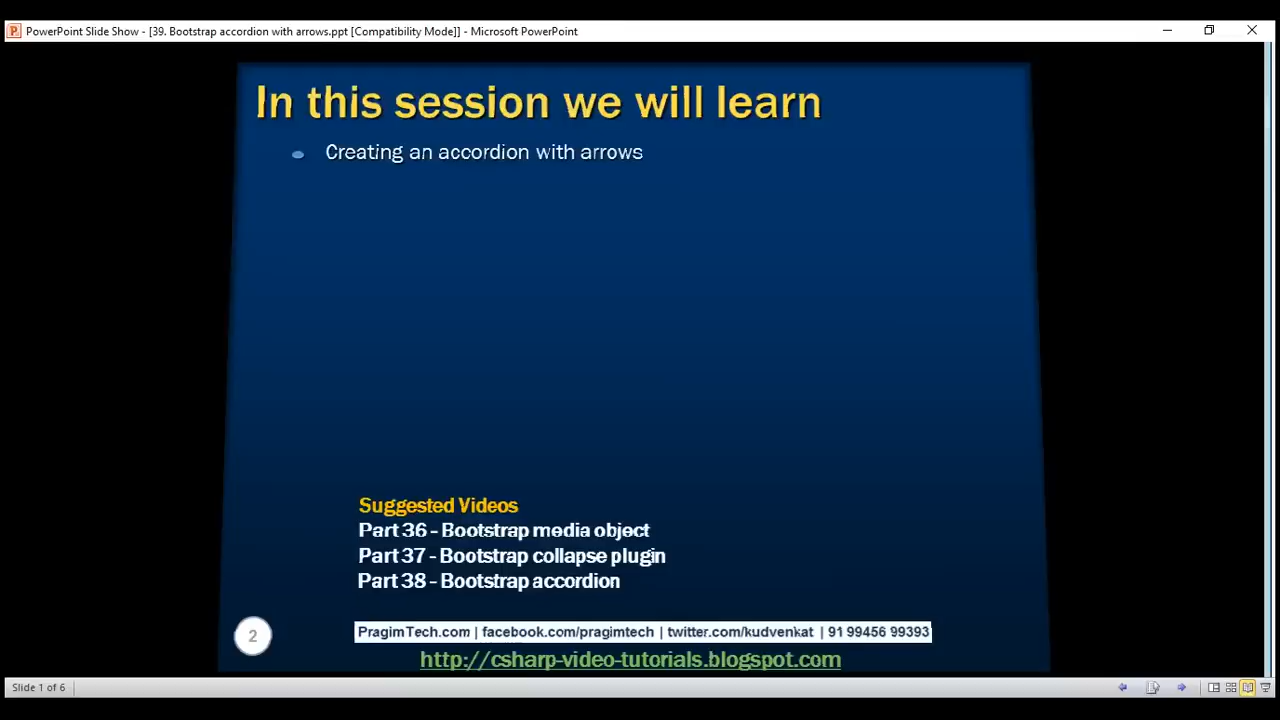 PowerPoint Slide Show - [39. Bootstrap accordion with arrows.ppt [Compatibility Mode]] - Microsoft PowerPoint
In this session we will learn
Creating an accordion with arrows
Suggested Videos
Part 36 - Bootstrap media object
Part 37 - Bootstrap collapse plugin
Part 38 - Bootstrap accordion
2
PragimTech.com | facebook.com/pragimtech | twitter.com/kudvenkat | 91 99456 99393
http://csharp-video-tutorials.blogspot.com
Slide 1 of 6